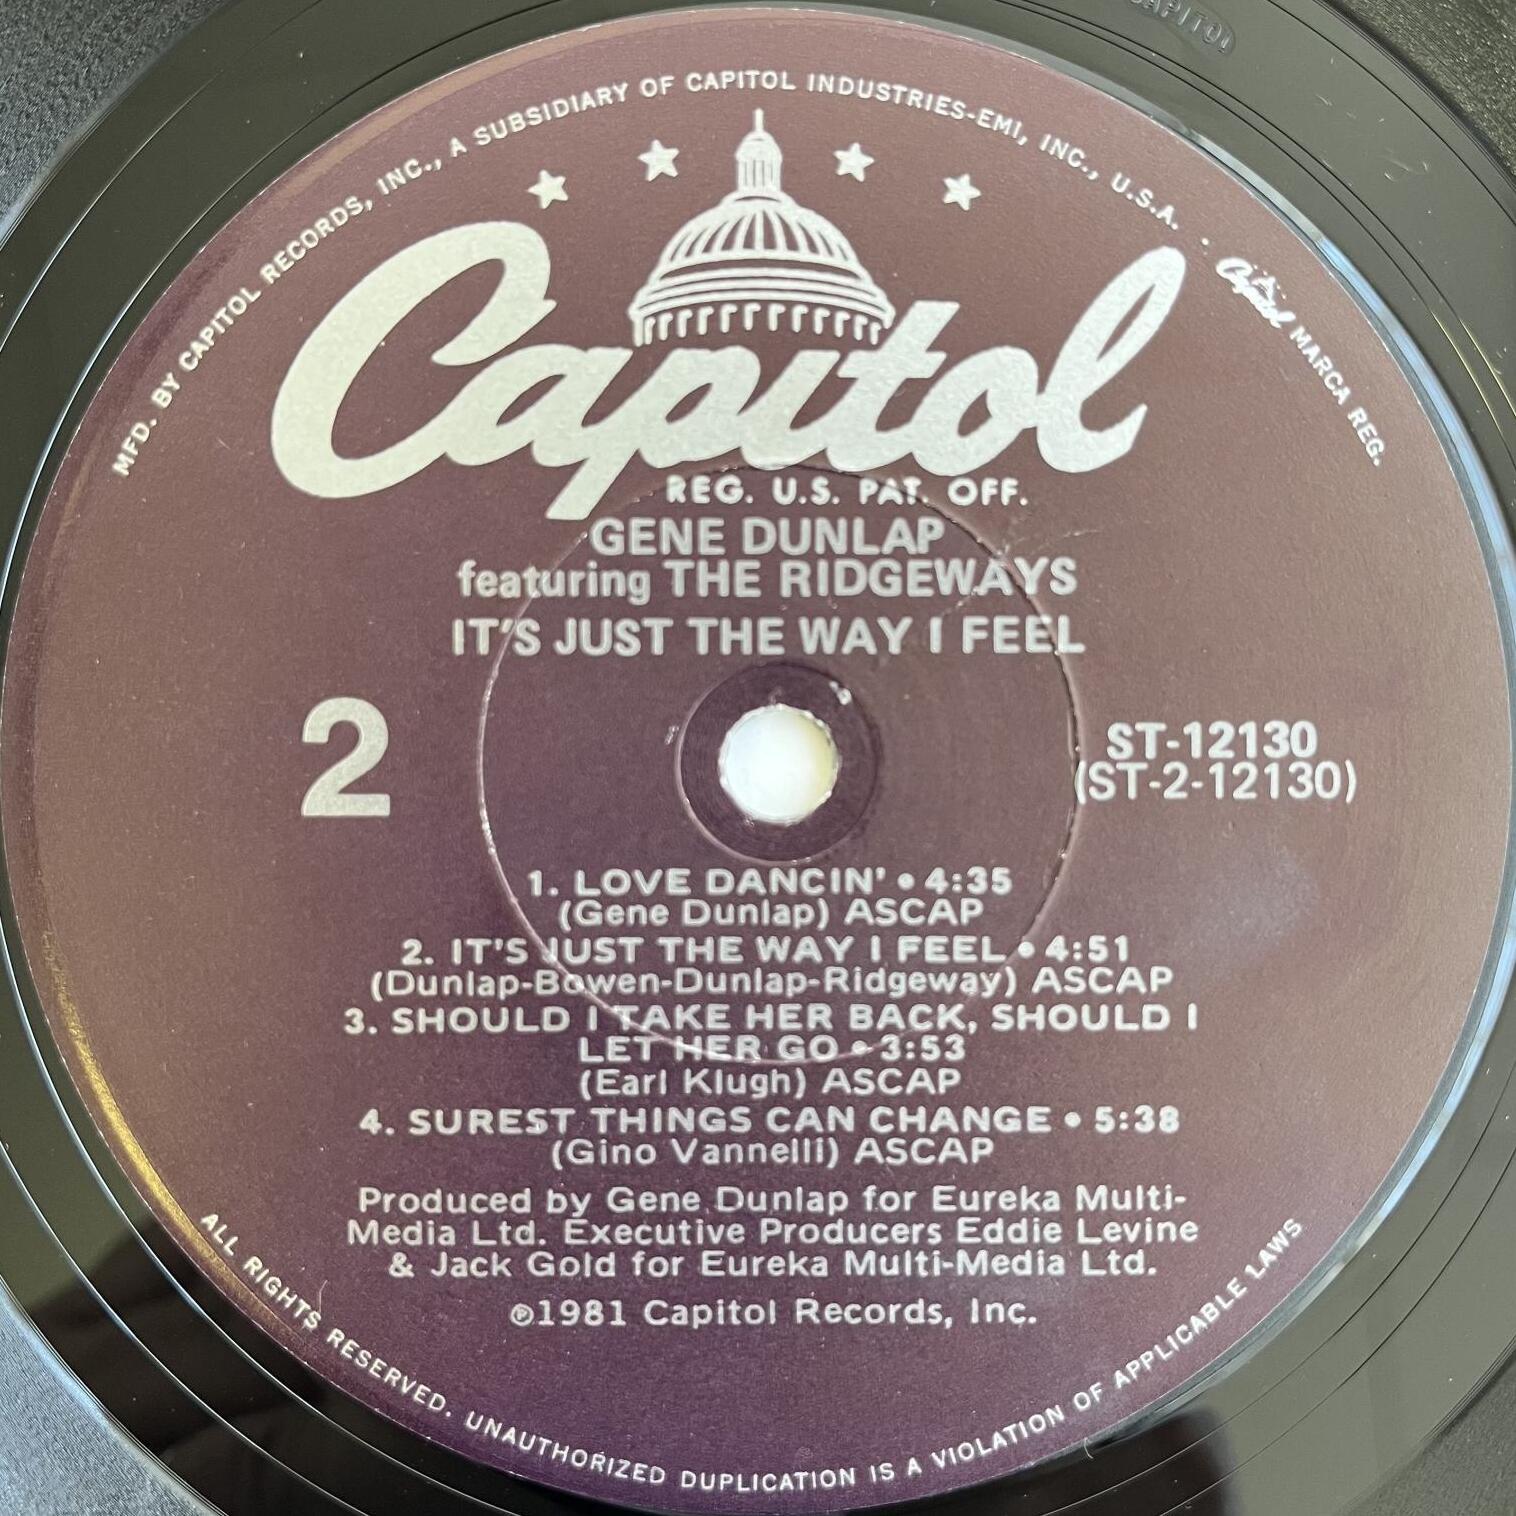 CAPITOL
MFD. BY CAPITOL RECORDS, INC., A SUBSIDIARY OF CAPITOL INDUSTRIES-EMI, INC., U.S.A. · Capitol MARCA REG.
Capitol
REG. U.S. PAT. OFF.
GENE DUNLAP
featuring THE RIDGEWAYS
IT'S JUST THE WAY I FEEL
2
ST-12130
(ST-2-12130)
1. LOVE DANCIN' • 4:35
(Gene Dunlap) ASCAP
2. IT'S JUST THE WAY I FEEL • 4:51
(Dunlap-Bowen-Dunlap-Ridgeway) ASCAP
3. SHOULD I TAKE HER BACK, SHOULD I
LET HER GO • 3:53
(Earl Klugh) ASCAP
4. SUREST THINGS CAN CHANGE • 5:38
(Gino Vannelli) ASCAP
Produced by Gene Dunlap for Eureka Multi-
Media Ltd. Executive Producers Eddie Levine
& Jack Gold for Eureka Multi-Media Ltd.
℗1981 Capitol Records, Inc.
ALL RIGHTS RESERVED. UNAUTHORIZED DUPLICATION IS A VIOLATION OF APPLICABLE LAWS